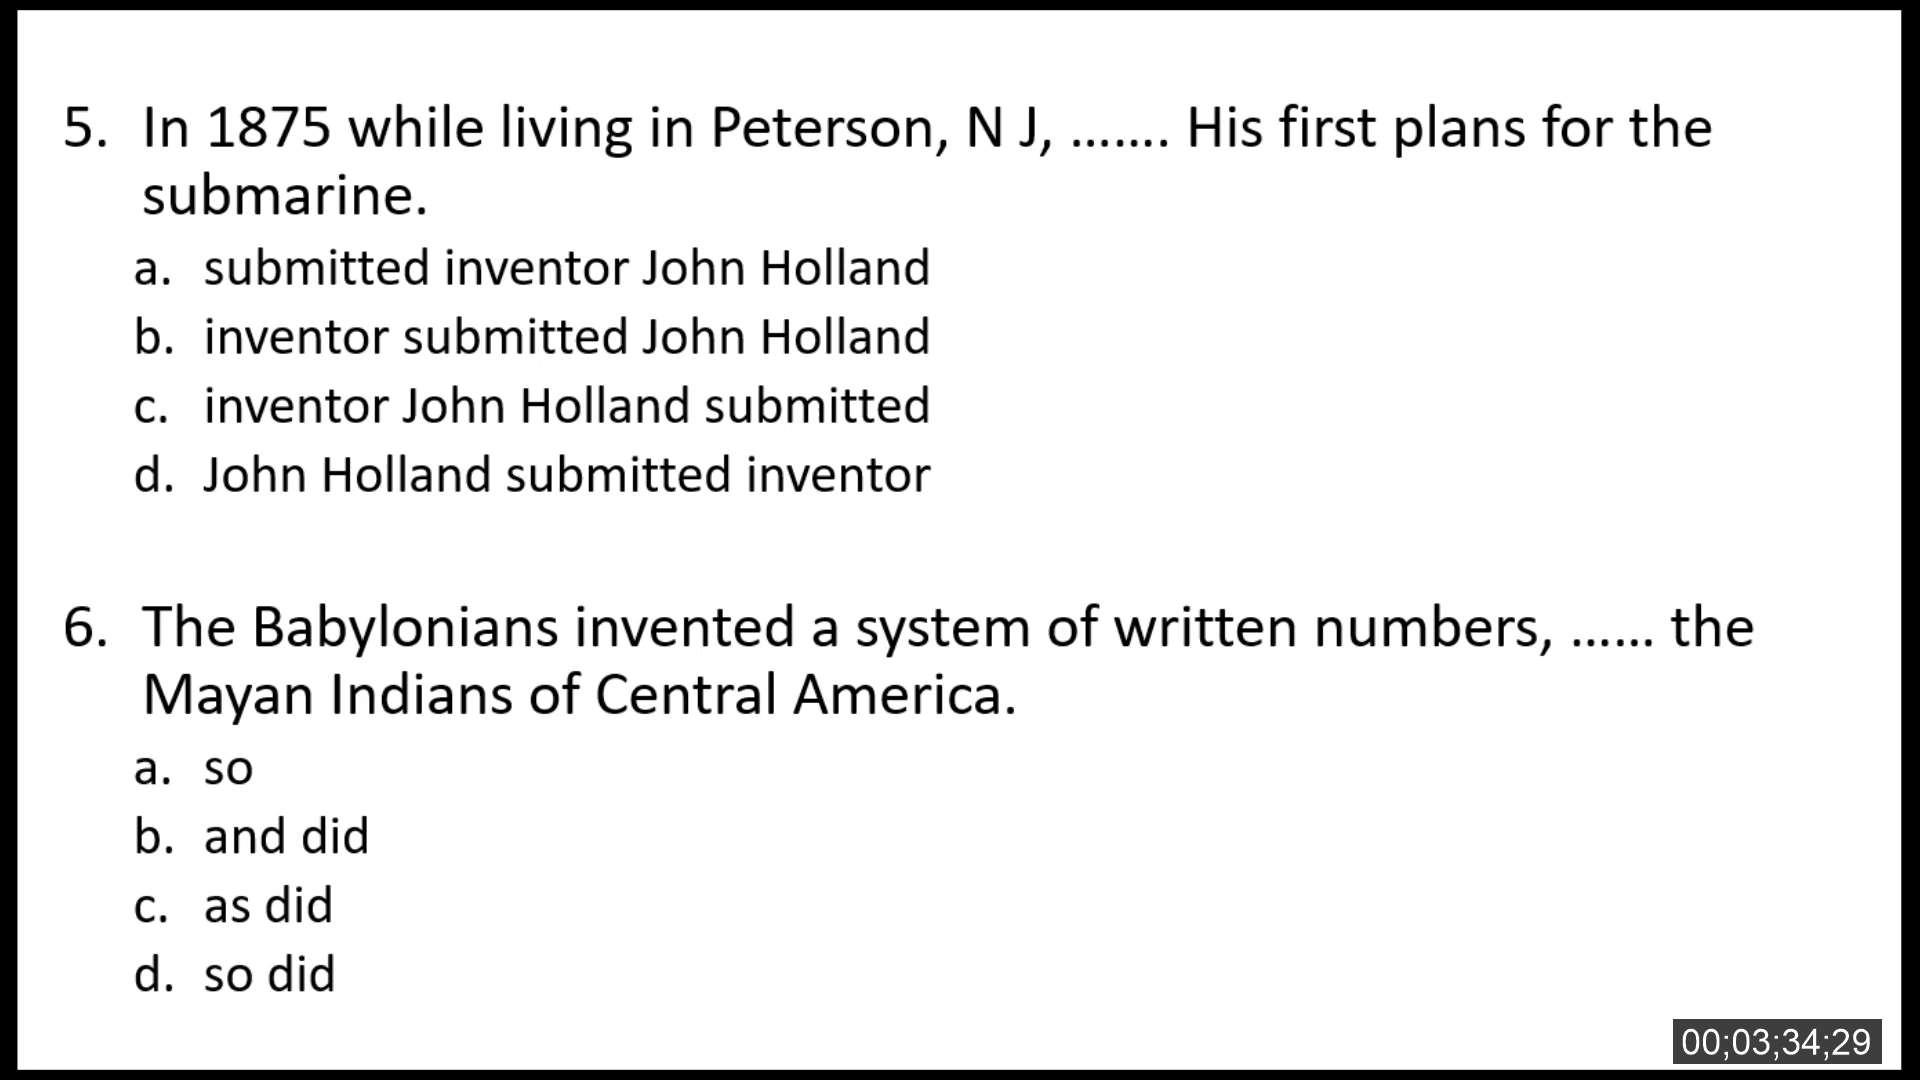 5. In 1875 while living in Peterson, N J, ....... His first plans for the
submarine.
a. submitted inventor John Holland
b. inventor submitted John Holland
c. inventor John Holland submitted
d. John Holland submitted inventor
6. The Babylonians invented a system of written numbers, ...... the
Mayan Indians of Central America.
a. so
b. and did
c. as did
d. so did
00;03;34;29